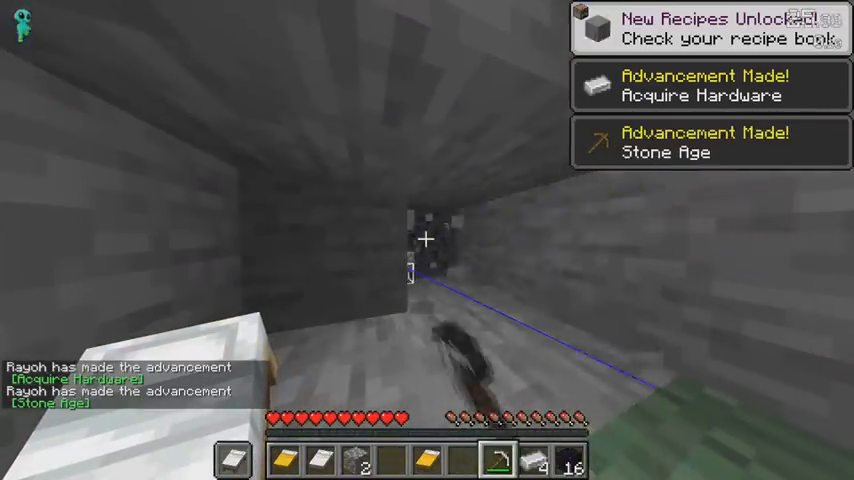 New Recipes Unlocked!
Check your recipe book
Advancement Made!
Acquire Hardware
Advancement Made!
Stone Age
Rayoh has made the advancement
[Acquire Hardware]
Rayoh has made the advancement
[Stone Age]
2
4
16